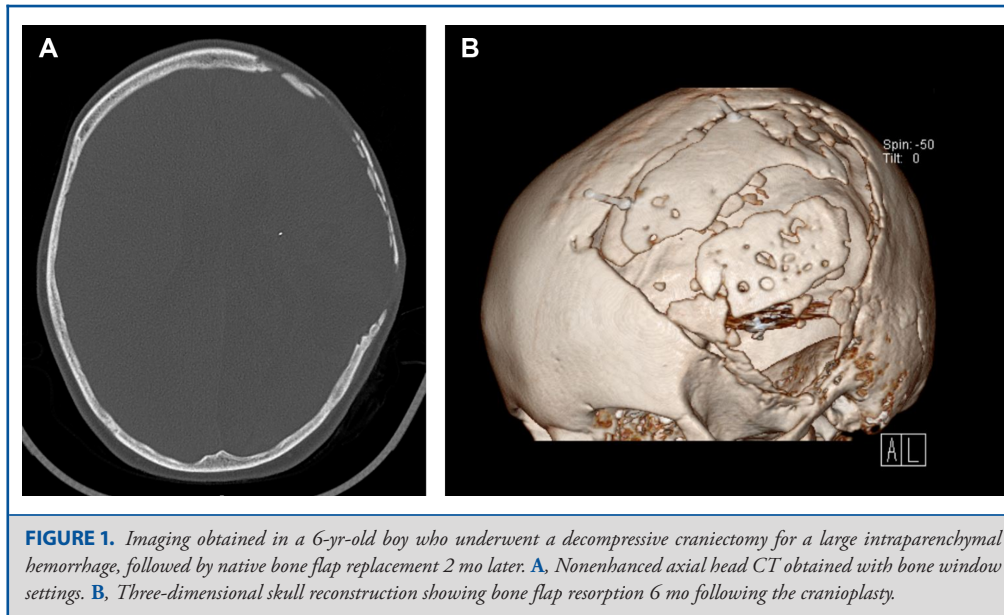 A
B
Spin: -50
Tilt: 0
A L
FIGURE 1. Imaging obtained in a 6-yr-old boy who underwent a decompressive craniectomy for a large intraparenchymal
hemorrhage, followed by native bone flap replacement 2 mo later. A, Nonenhanced axial head CT obtained with bone window
settings. B, Three-dimensional skull reconstruction showing bone flap resorption 6 mo following the cranioplasty.